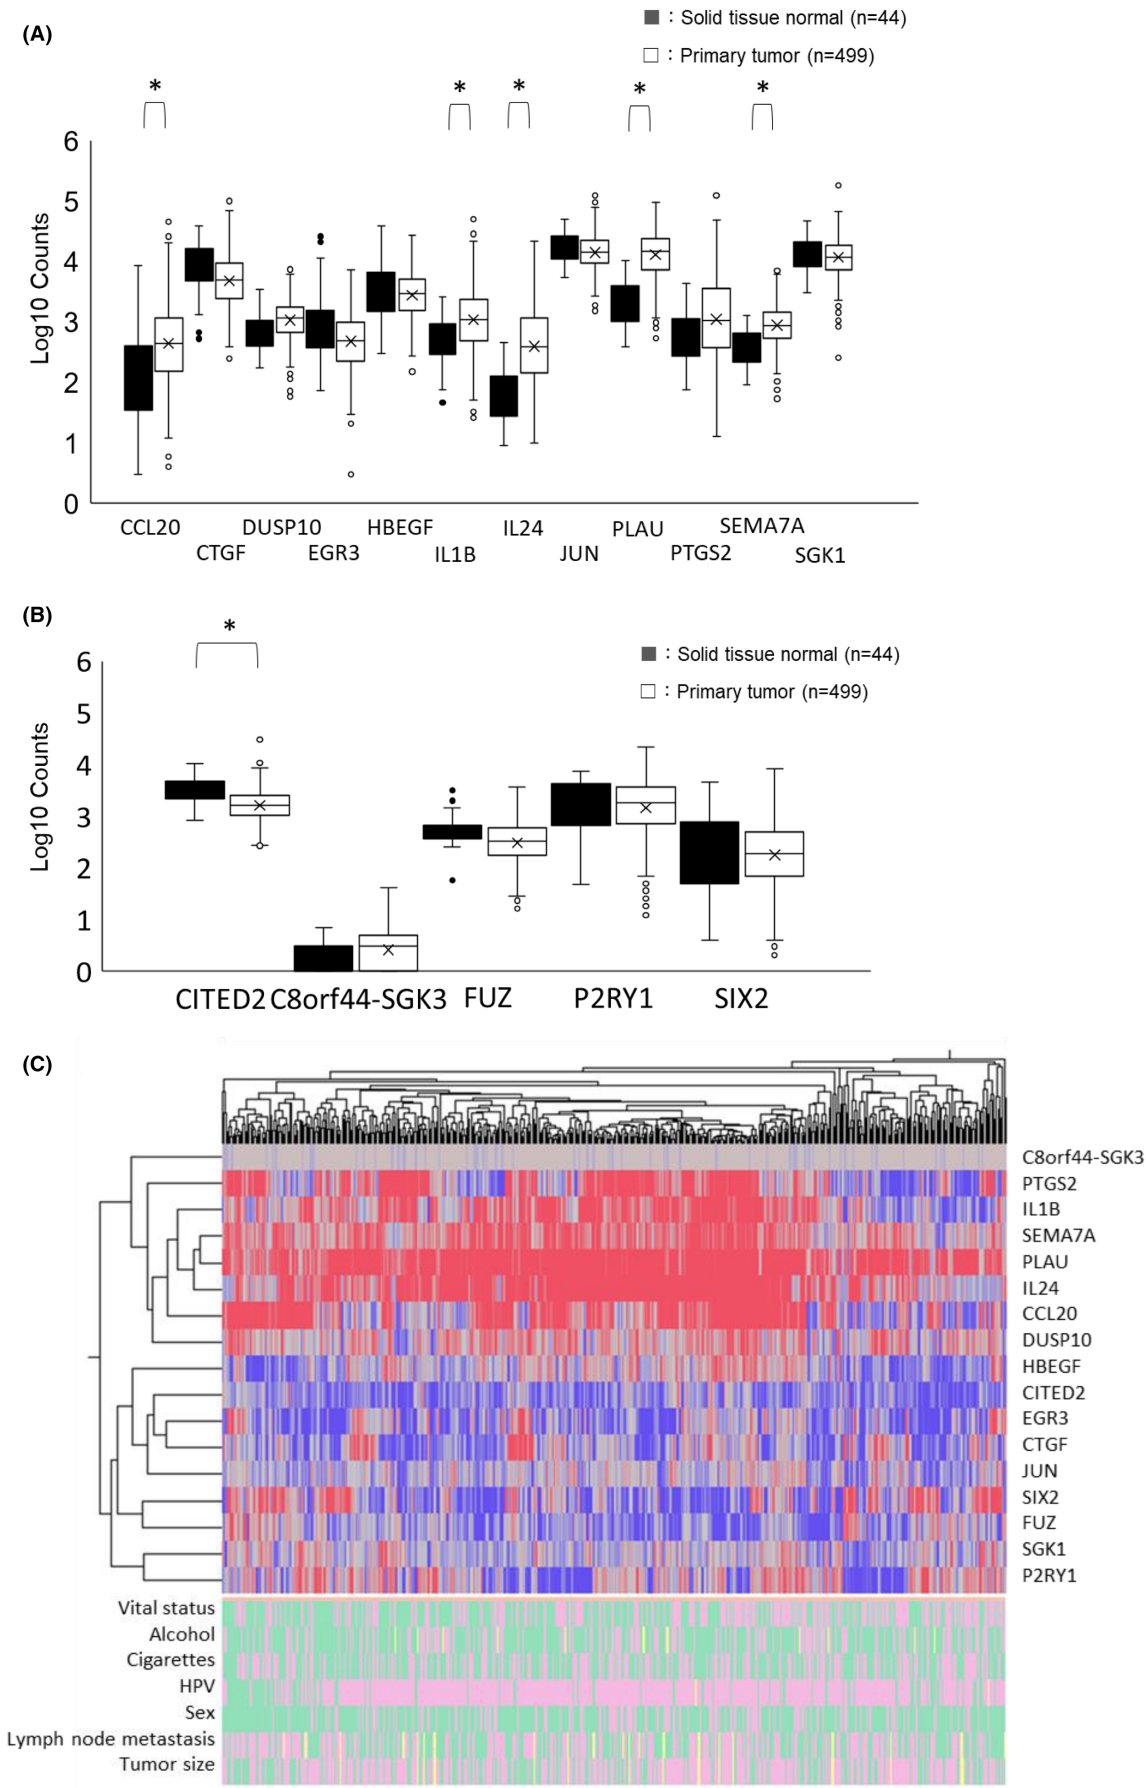 (A)
■ : Solid tissue normal (n=44)
□ : Primary tumor (n=499)
* * * * *
6
5
4
3
2
1
0
Log10 Counts
CCL20 DUSP10 HBEGF IL24 PLAU SEMA7A
CTGF EGR3 IL1B JUN PTGS2 SGK1
(B)
*
■ : Solid tissue normal (n=44)
□ : Primary tumor (n=499)
6
5
4
3
2
1
0
Log10 Counts
CITED2 C8orf44-SGK3 FUZ P2RY1 SIX2
(C)
C8orf44-SGK3
PTGS2
IL1B
SEMA7A
PLAU
IL24
CCL20
DUSP10
HBEGF
CITED2
EGR3
CTGF
JUN
SIX2
FUZ
SGK1
P2RY1
Vital status
Alcohol
Cigarettes
HPV
Sex
Lymph node metastasis
Tumor size